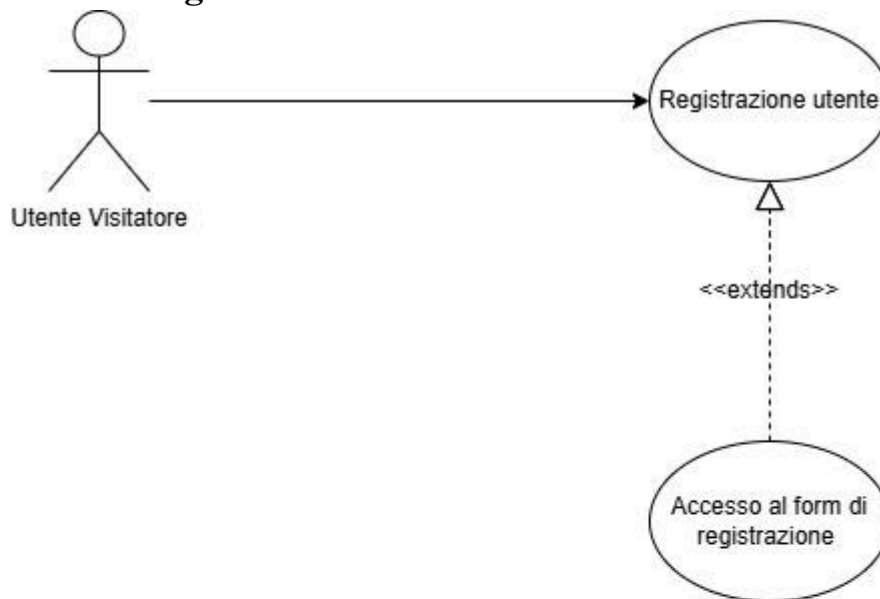 Registrazione utente
Utente Visitatore
<<extends>>
Accesso al form di
registrazione